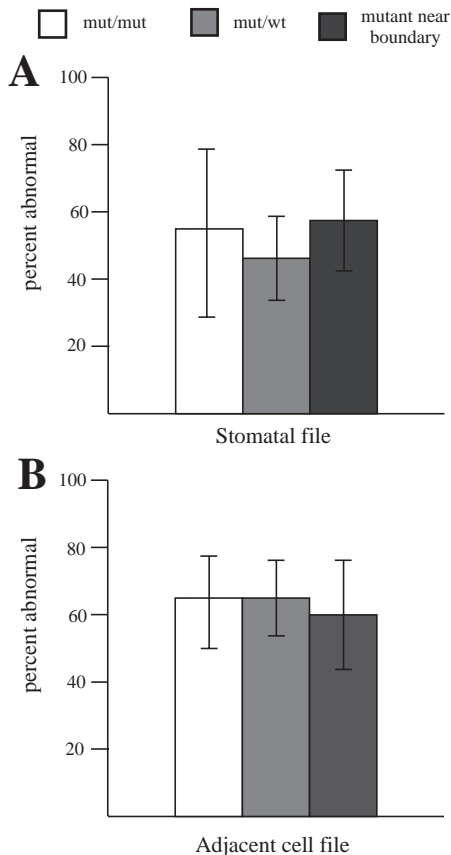 mut/mut
mut/wt
mutant near
boundary
A
100
80
60
40
20
percent abnormal
Stomatal file
B
100
80
60
40
20
percent abnormal
Adjacent cell file